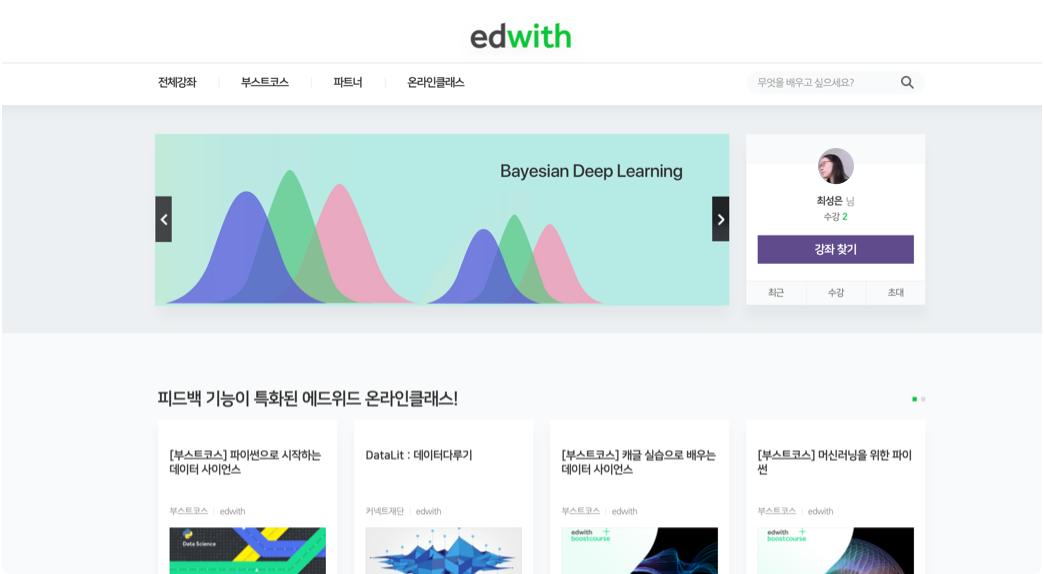 edwith
전체강좌 부스트코스 파트너 온라인클래스 무엇을 배우고 싶으세요?
Bayesian Deep Learning
최성은 님
수강 2
강좌 찾기
최근 수강 초대
피드백 기능이 특화된 에드위드 온라인클래스!
[부스트코스] 파이썬으로 시작하는
데이터 사이언스
부스트코스 edwith
Data Science
DataLit : 데이터다루기
커넥트재단 edwith
[부스트코스] 캐글 실습으로 배우는
데이터 사이언스
부스트코스 edwith
edwith
boostcourse
[부스트코스] 머신러닝을 위한 파이
썬
부스트코스 edwith
edwith
boostcourse